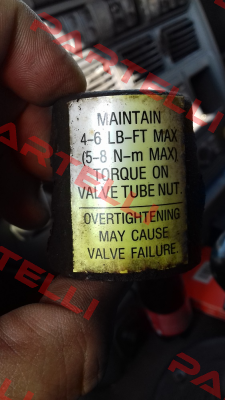 MAINTAIN
4-6 LB-FT MAX
(5-8 N-m MAX)
TORQUE ON
VALVE TUBE NUT.
OVERTIGHTENING
MAY CAUSE
VALVE FAILURE.
PARTELLI
PARTELLI
PARTELLI
PARTELLI